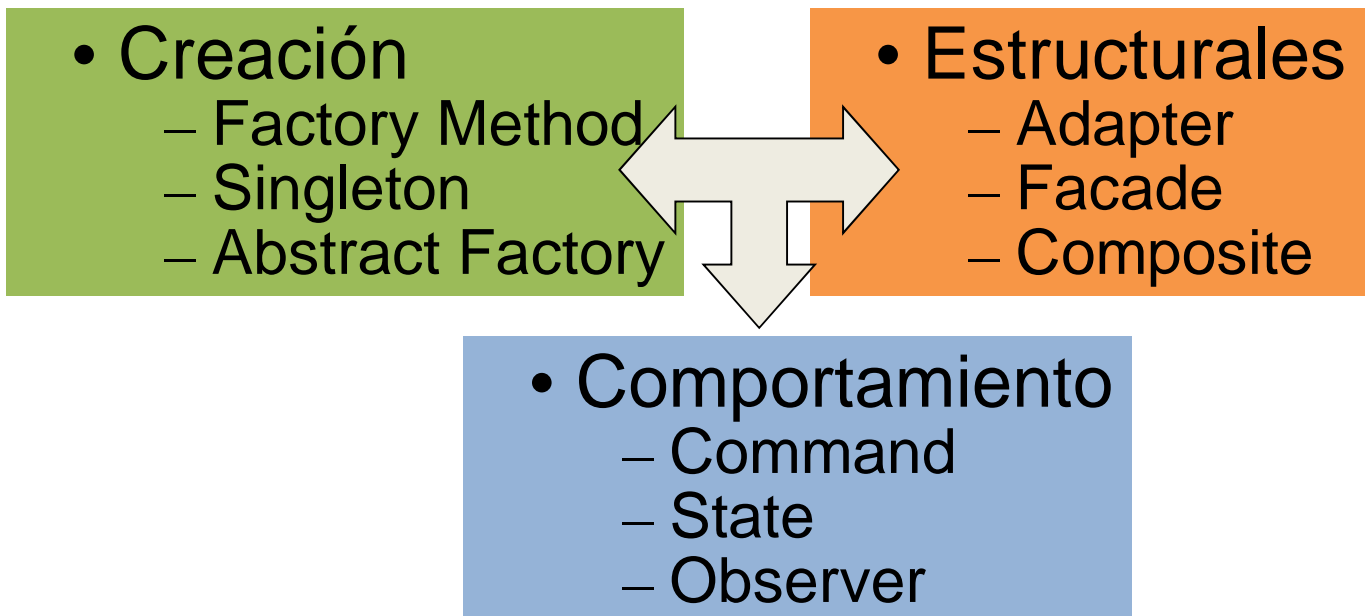 • Creación
– Factory Method
– Singleton
– Abstract Factory
• Estructurales
– Adapter
– Facade
– Composite
• Comportamiento
– Command
– State
– Observer